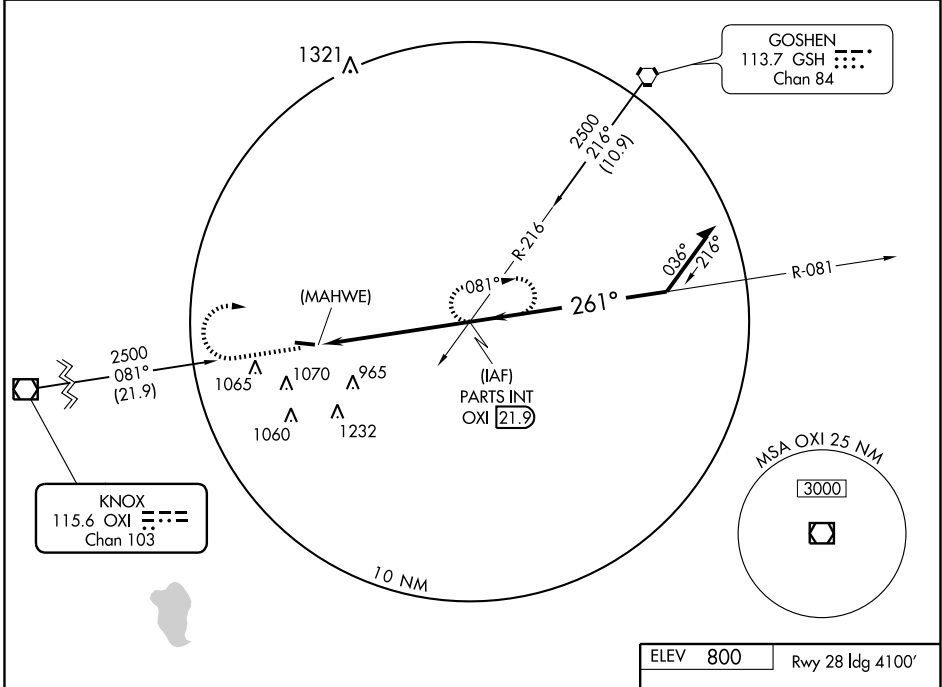 1321
GOSHEN
113.7 GSH
Chan 84
2500
216°
(10.9)
R-216
036°
216°
R-081
081°
261°
(MAHWE)
2500
081°
(21.9)
1065
1070
965
1060
1232
(IAF)
PARTS INT
OXI 21.9
KNOX
115.6 OXI
Chan 103
10 NM
MSA OXI 25 NM
3000
ELEV 800
Rwy 28 ldg 4100'